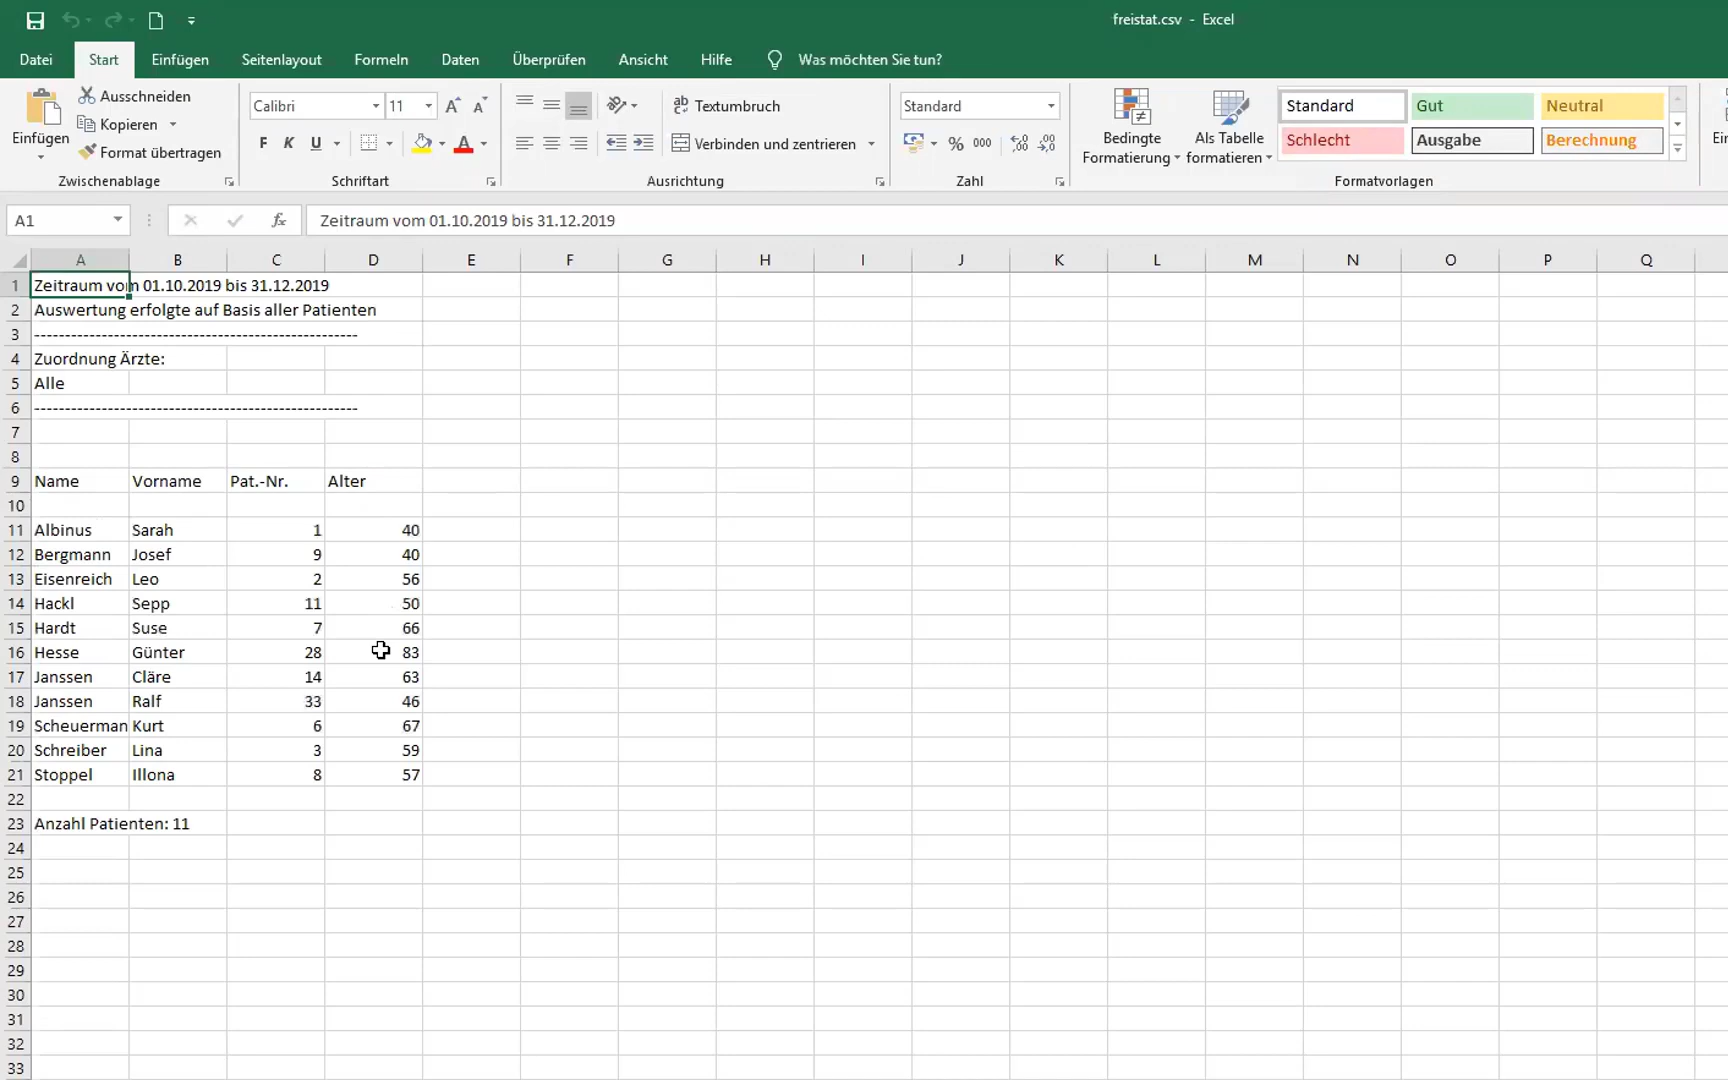 freistat.csv - Excel
Datei Start Einfügen Seitenlayout Formeln Daten Überprüfen Ansicht Hilfe Was möchten Sie tun?
Einfügen
Ausschneiden
Kopieren
Format übertragen
Zwischenablage
Calibri 11
F K U
Schriftart
Textumbruch
Verbinden und zentrieren
Ausrichtung
Standard
% 000
Zahl
Bedingte Formatierung
Als Tabelle formatieren
Standard Gut Neutral
Schlecht Ausgabe Berechnung
Formatvorlagen
A1 fx Zeitraum vom 01.10.2019 bis 31.12.2019
A B C D E F G H I J K L M N O P Q
1 Zeitraum vom 01.10.2019 bis 31.12.2019
2 Auswertung erfolgte auf Basis aller Patienten
3 -----------------------------------------------------
4 Zuordnung Ärzte:
5 Alle
6 -----------------------------------------------------
7
8
9 Name Vorname Pat.-Nr. Alter
10
11 Albinus Sarah 1 40
12 Bergmann Josef 9 40
13 Eisenreich Leo 2 56
14 Hackl Sepp 11 50
15 Hardt Suse 7 66
16 Hesse Günter 28 83
17 Janssen Cläre 14 63
18 Janssen Ralf 33 46
19 Scheuerman Kurt 6 67
20 Schreiber Lina 3 59
21 Stoppel Illona 8 57
22
23 Anzahl Patienten: 11
24
25
26
27
28
29
30
31
32
33